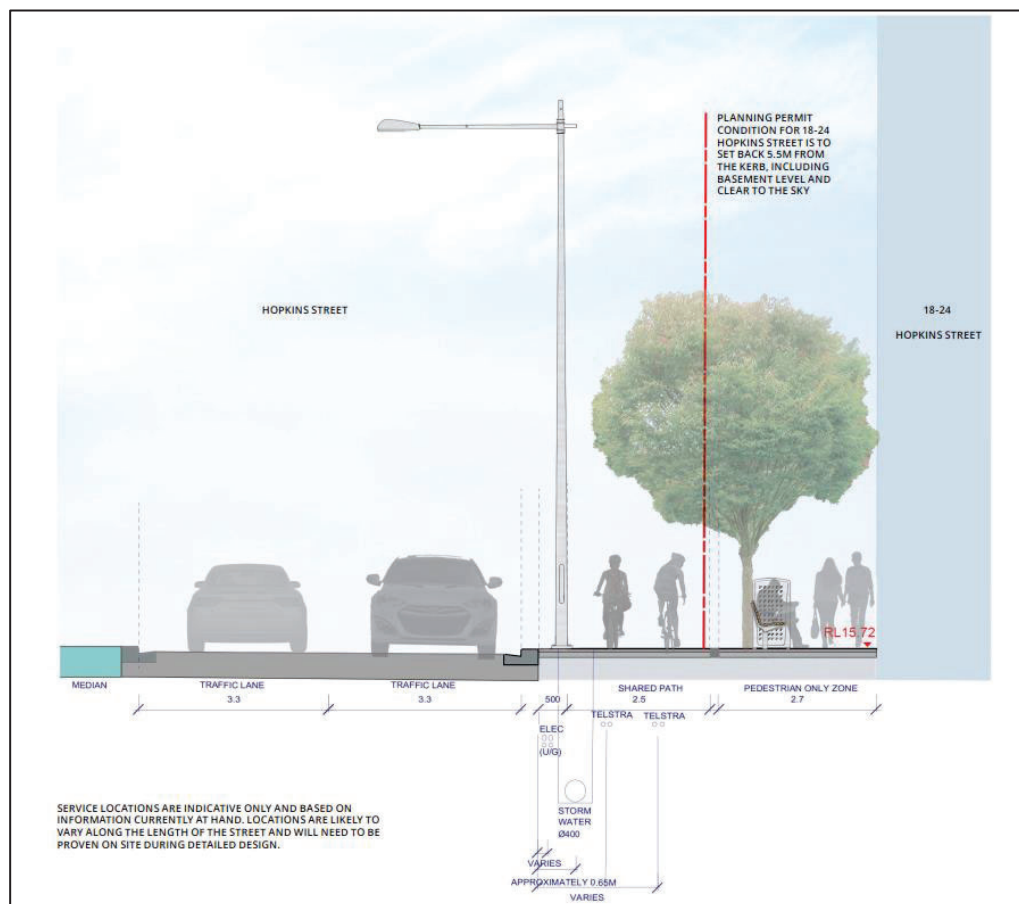 PLANNING PERMIT
CONDITION FOR 18-24
HOPKINS STREET IS TO
SET BACK 5.5M FROM
THE KERB, INCLUDING
BASEMENT LEVEL AND
CLEAR TO THE SKY
HOPKINS STREET
18-24
HOPKINS STREET
RL15.72
MEDIAN
TRAFFIC LANE
3.3
TRAFFIC LANE
3.3
500
SHARED PATH
2.5
PEDESTRIAN ONLY ZONE
2.7
TELSTRA
TELSTRA
ELEC
(U/G)
STORM
WATER
Ø400
VARIES
APPROXIMATELY 0.65M
VARIES
SERVICE LOCATIONS ARE INDICATIVE ONLY AND BASED ON
INFORMATION CURRENTLY AT HAND. LOCATIONS ARE LIKELY TO
VARY ALONG THE LENGTH OF THE STREET AND WILL NEED TO BE
PROVEN ON SITE DURING DETAILED DESIGN.